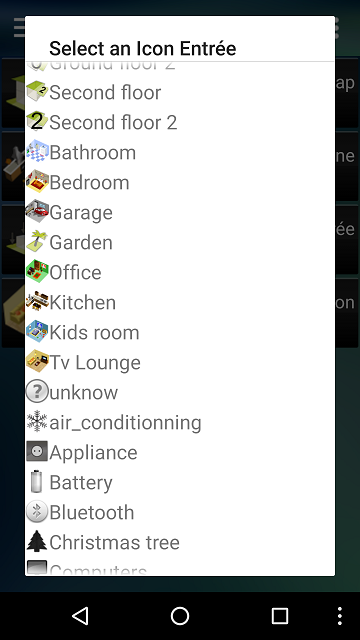 Select an Icon Entrée
Ground floor 2
Second floor
2
Second floor 2
Bathroom
Bedroom
Garage
Garden
Office
Kitchen
Kids room
Tv Lounge
?
unknow
air_conditionning
Appliance
Battery
Bluetooth
Christmas tree
Computers
ap
ne
ée
on